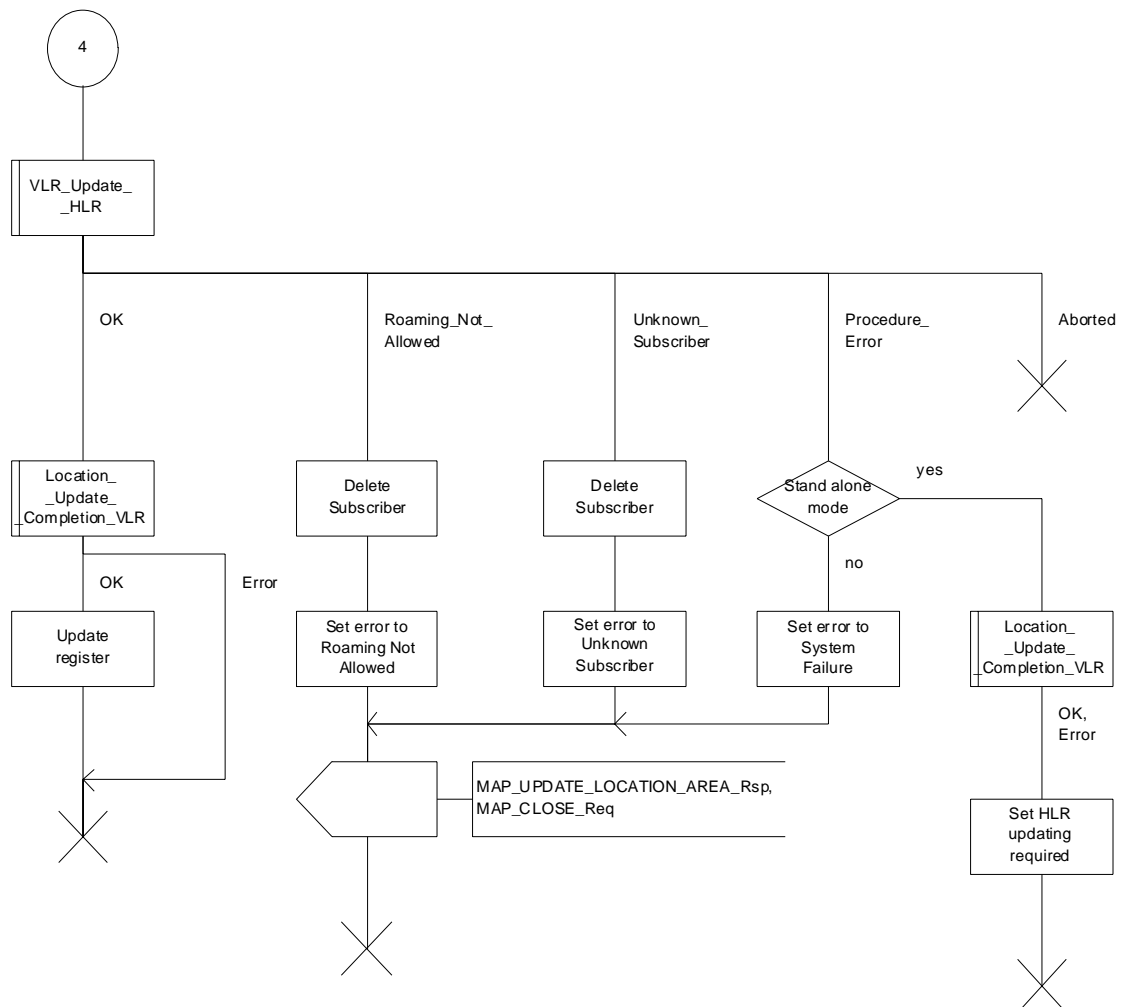 4
VLR_Update_
_HLR
OK
Roaming_Not_
Allowed
Unknown_
Subscriber
Procedure_
Error
Aborted
Location_
_Update_
_Completion_VLR
Delete
Subscriber
Delete
Subscriber
Stand alone
mode
yes
no
OK
Error
Update
register
Set error to
Roaming Not
Allowed
Set error to
Unknown
Subscriber
Set error to
System
Failure
Location_
_Update_
_Completion_VLR
OK,
Error
MAP_UPDATE_LOCATION_AREA_Rsp,
MAP_CLOSE_Req
Set HLR
updating
required